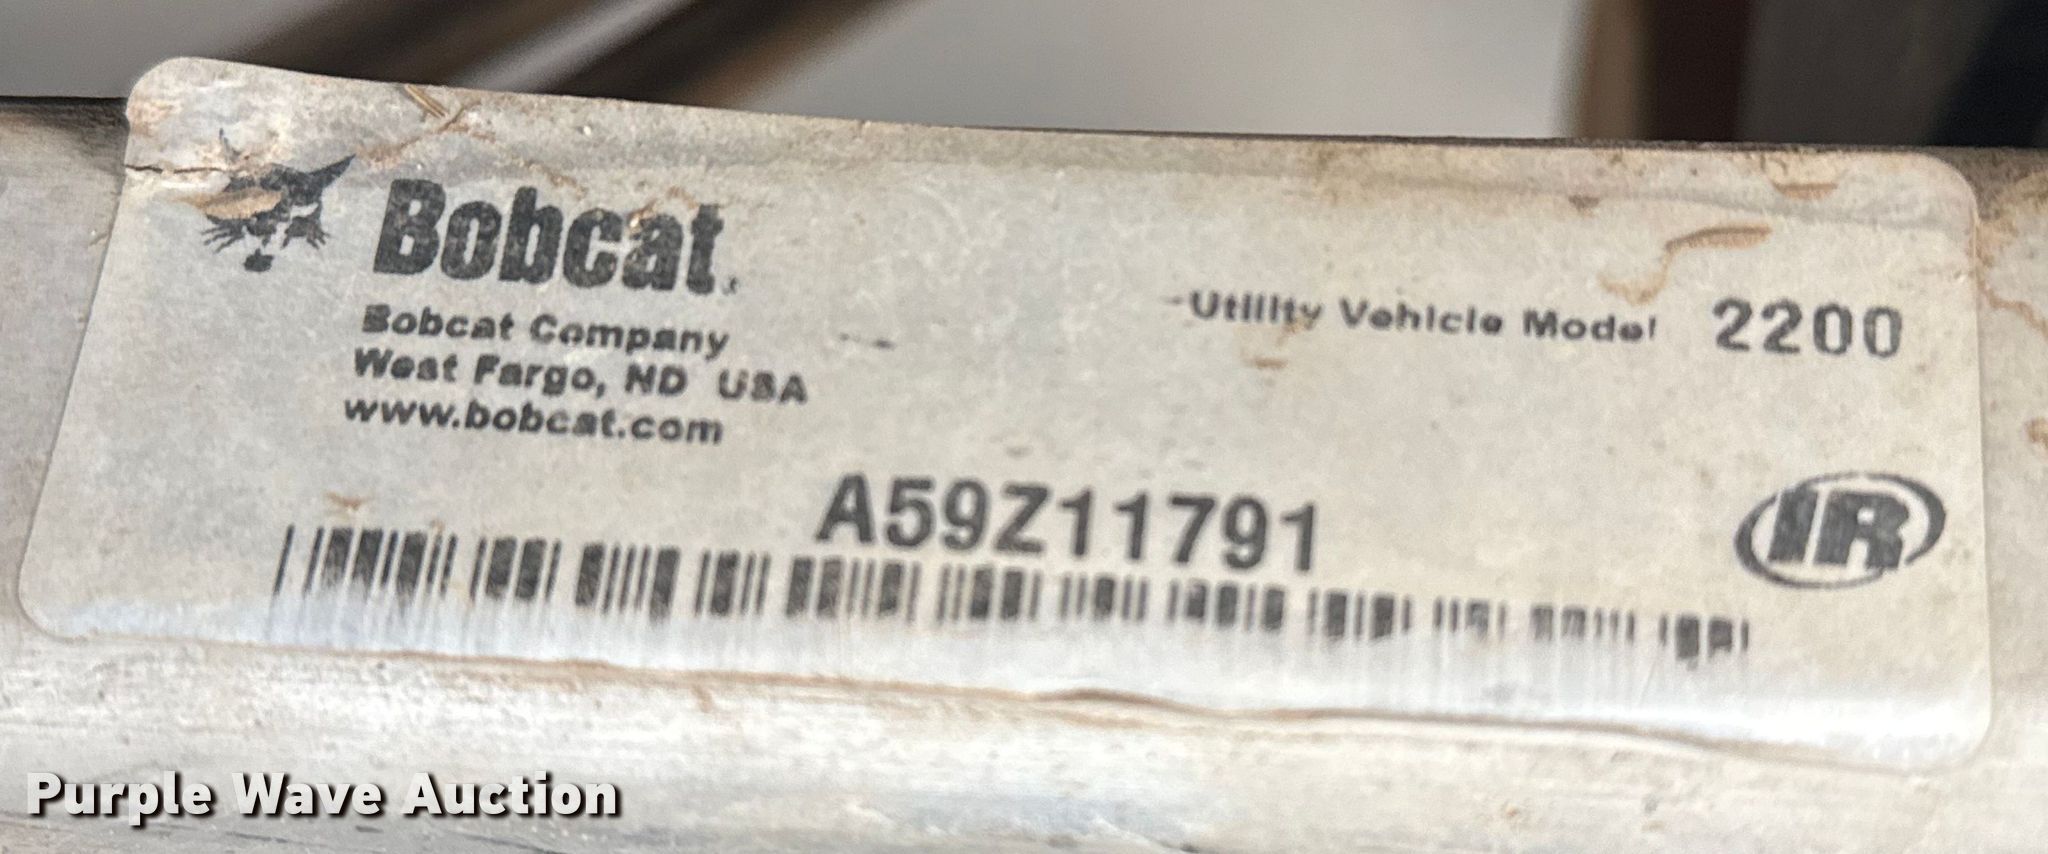 Bobcat
Bobcat Company
West Fargo, ND USA
www.bobcat.com
Utility Vehicle Model 2200
A59Z11791
IR
Purple Wave Auction